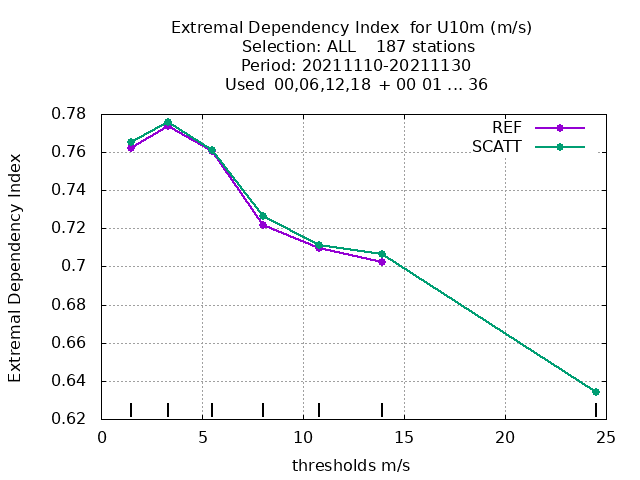 Extremal Dependency Index for U10m (m/s)
Selection: ALL 187 stations
Period: 20211110-20211130
Used 00,06,12,18 + 00 01 ... 36
REF
SCATT
0.78
0.76
0.74
0.72
0.7
0.68
0.66
0.64
0.62
Extremal Dependency Index
0 5 10 15 20 25
thresholds m/s